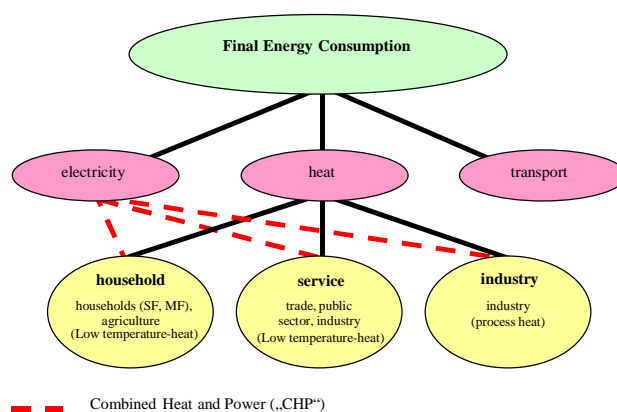 Final Energy Consumption
electricity
heat
transport
household
households (SF, MF),
agriculture
(Low temperature-heat)
service
trade, public
sector, industry
(Low temperature-heat)
industry
industry
(process heat)
Combined Heat and Power („CHP“)